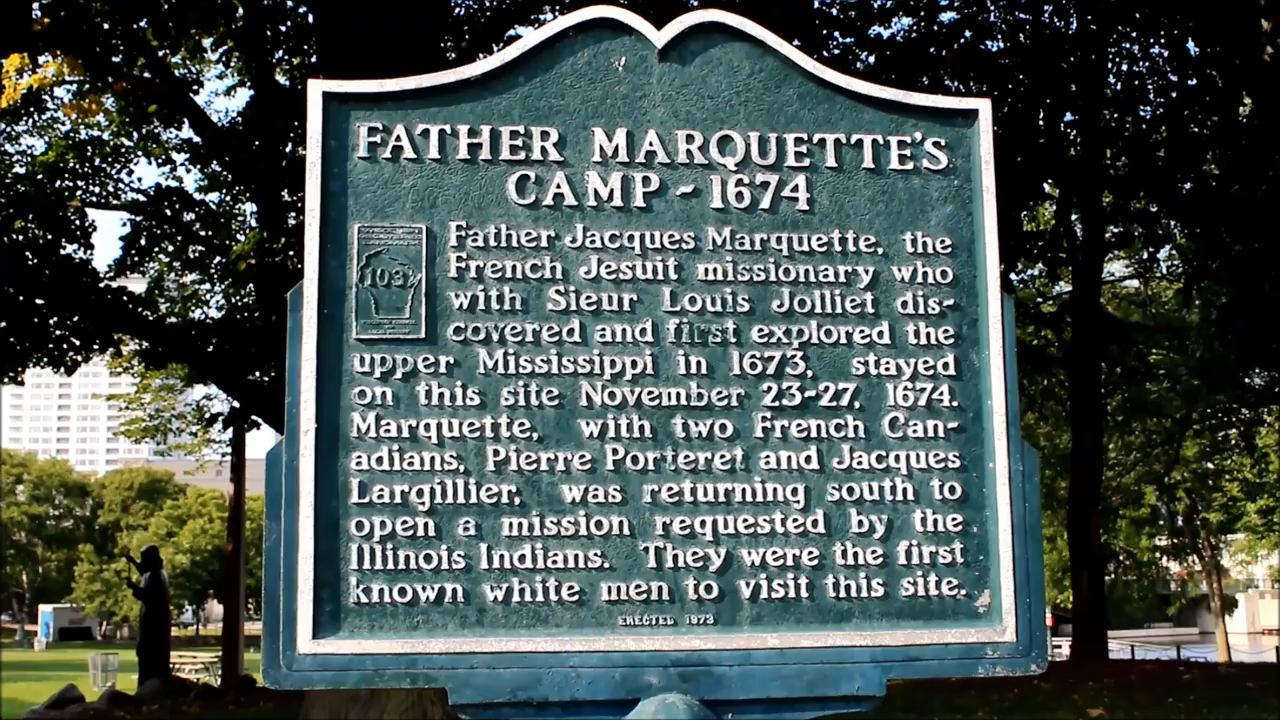 FATHER MARQUETTE'S
CAMP ~ 1674
103
Father Jacques Marquette, the
French Jesuit missionary who
with Sieur Louis Jolliet dis-
covered and first explored the
upper Mississippi in 1673, stayed
on this site November 23-27, 1674.
Marquette, with two French Can-
adians, Pierre Porteret and Jacques
Largillier, was returning south to
open a mission requested by the
Illinois Indians. They were the first
known white men to visit this site.
ERECTED 1973